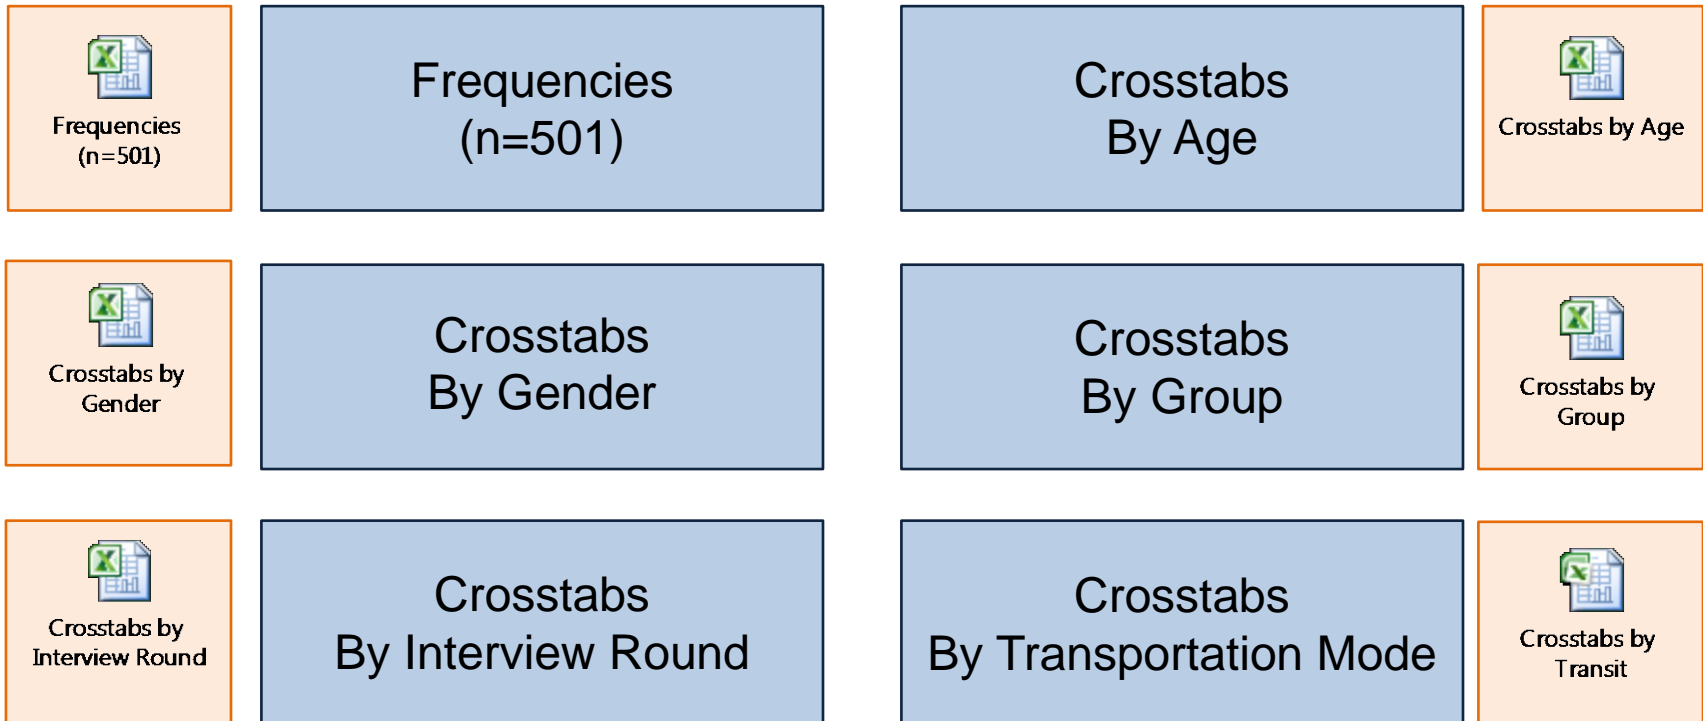 Frequencies
(n=501)
Frequencies
(n=501)
Crosstabs
By Age
Crosstabs by Age
Crosstabs by
Gender
Crosstabs
By Gender
Crosstabs
By Group
Crosstabs by
Group
Crosstabs by
Interview Round
Crosstabs
By Interview Round
Crosstabs
By Transportation Mode
Crosstabs by
Transit